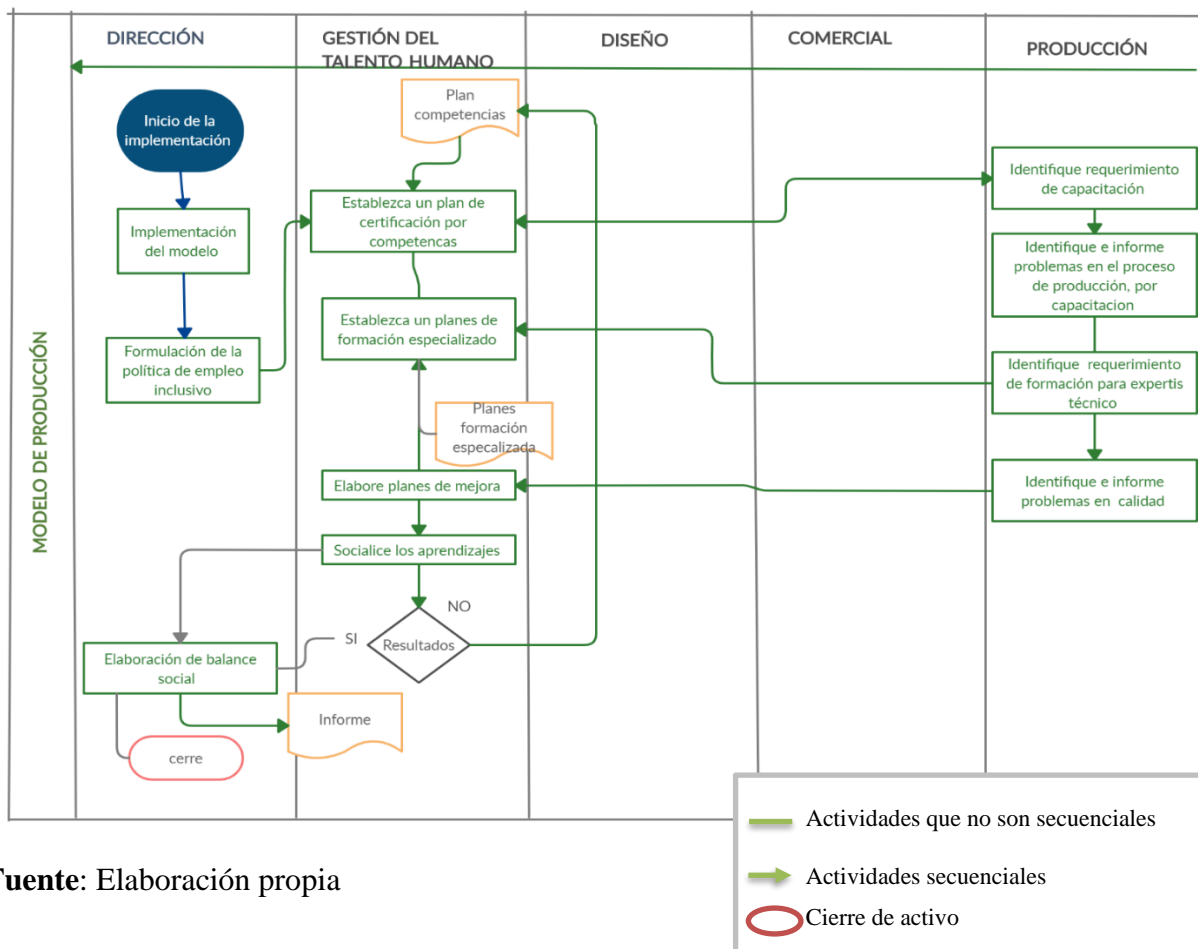 DIRECCIÓN
GESTIÓN DEL
TALENTO HUMANO
DISEÑO
COMERCIAL
PRODUCCIÓN
MODELO DE PRODUCCIÓN
Inicio de la
implementación
Implementación
del modelo
Formulación de la
política de empleo
inclusivo
Plan
competencias
Establezca un plan de
certificación por
competencas
Establezca un planes de
formación especializado
Planes
formación
especalizada
Elabore planes de mejora
Socialice los aprendizajes
NO
SI
Resultados
Elaboración de balance
social
Informe
cerre
Identifique requerimiento
de capacitación
Identifique e informe
problemas en el proceso
de producción, por
capacitacion
Identifique requerimiento
de formación para expertis
técnico
Identifique e informe
problemas en calidad
Actividades que no son secuenciales
Actividades secuenciales
Cierre de activo
Fuente: Elaboración propia